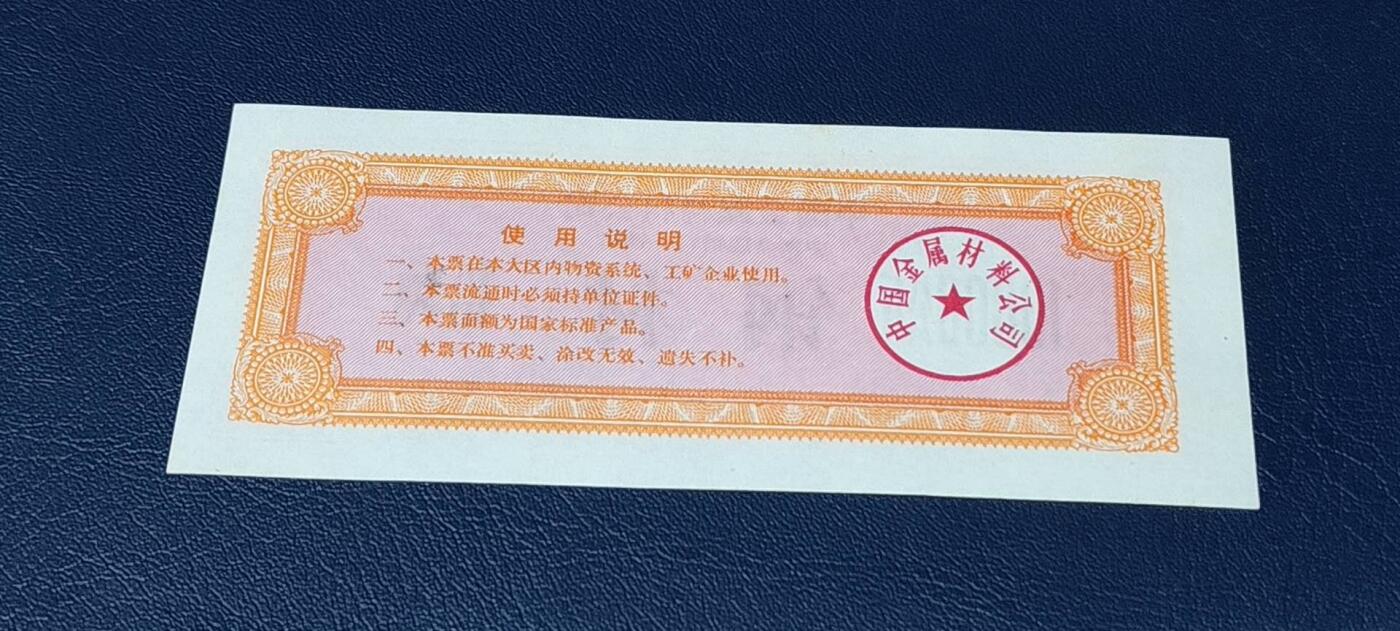 使用说明
一、本票在本大区内物资系统、工矿企业使用。
二、本票流通时必须持单位证件。
三、本票面额为国家标准产品。
四、本票不准买卖、涂改无效、遗失不补。
中国金属材料公司